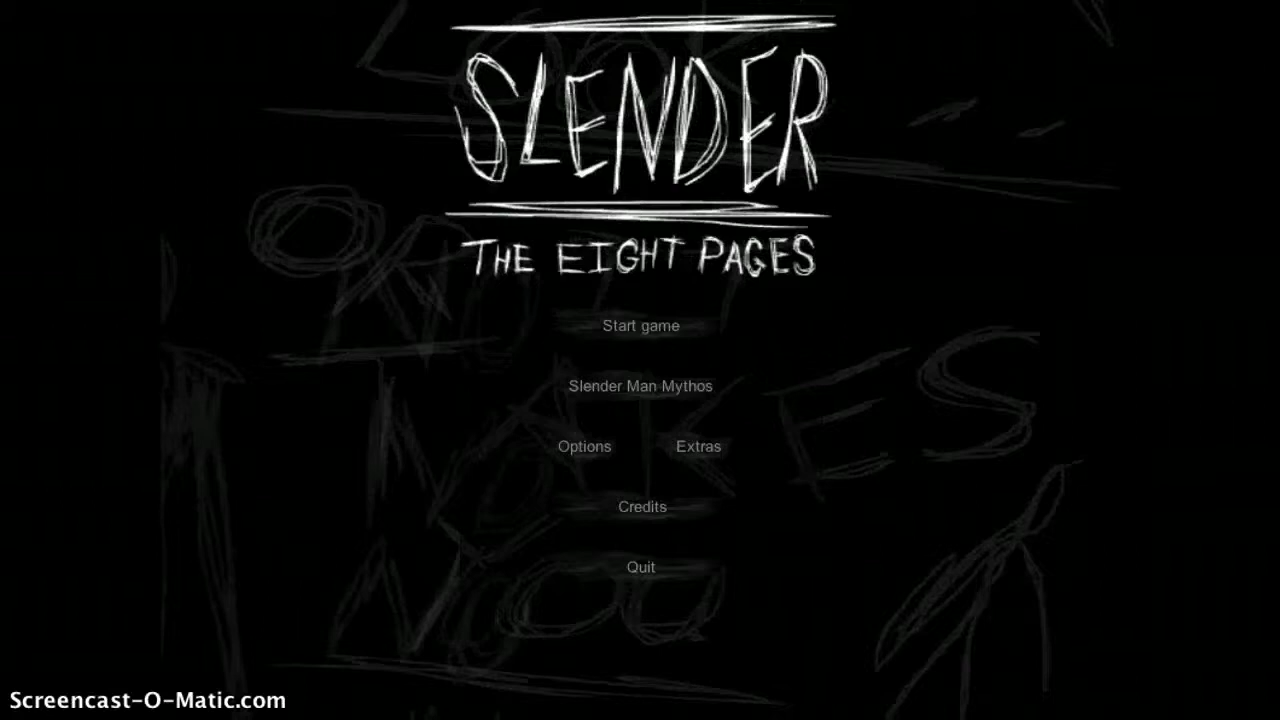 SLENDER
THE EIGHT PAGES
Start game
Slender Man Mythos
Options Extras
Credits
Quit
Screencast-O-Matic.com